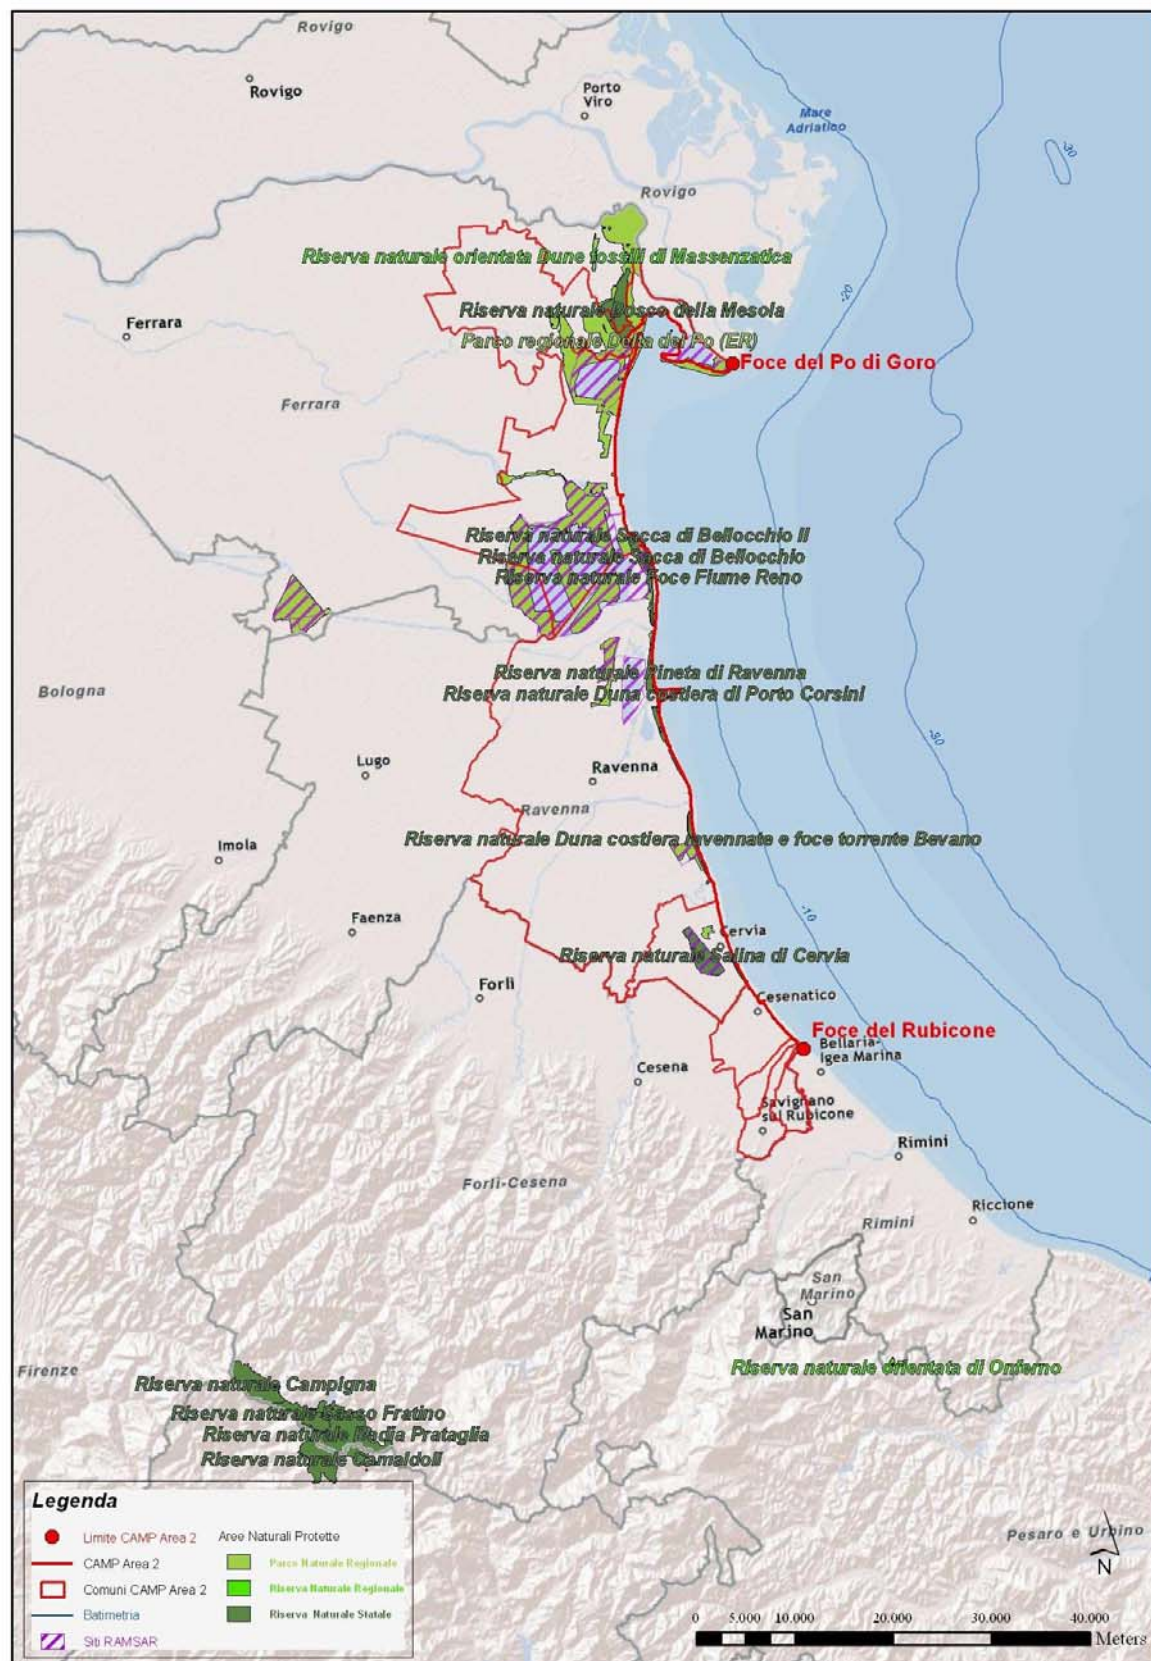 Rovigo
Rovigo
Porto
Viro
Mare
Adriatico
-30
Rovigo
Riserva naturale orientata Dune fossili di Massenzatica
-20
Riserva naturale Bosco della Mesola
Ferrara
Parco regionale Delta del Po (ER)
Foce del Po di Goro
Ferrara
Riserva naturale Sacca di Bellocchio II
Riserva naturale Sacca di Bellocchio
Riserva naturale Foce Fiume Reno
Riserva naturale Pineta di Ravenna
Bologna
Riserva naturale Duna costiera di Porto Corsini
Lugo
Ravenna
Ravenna
Riserva naturale Duna costiera ravennate e foce torrente Bevano
Imola
-10
Faenza
Cervia
Riserva naturale Salina di Cervia
Forlì
Cesenatico
Foce del Rubicone
Bellaria-
Igea Marina
Cesena
Savignano
sul Rubicone
Rimini
Forlì-Cesena
Riccione
Rimini
San
Marino
San
Marino
Firenze
Riserva naturale orientata di Onferno
Riserva naturale Campigna
Riserva naturale Sasso Fratino
Riserva naturale Badia Prataglia
Riserva naturale Camaldoli
Legenda
Limite CAMP Area 2
Aree Naturali Protette
CAMP Area 2
Parco Naturale Regionale
Comuni CAMP Area 2
Riserva Naturale Regionale
Batimetria
Riserva Naturale Statale
Siti RAMSAR
Pesaro e Urbino
N
0 5.000 10.000 20.000 30.000 40.000
Meters